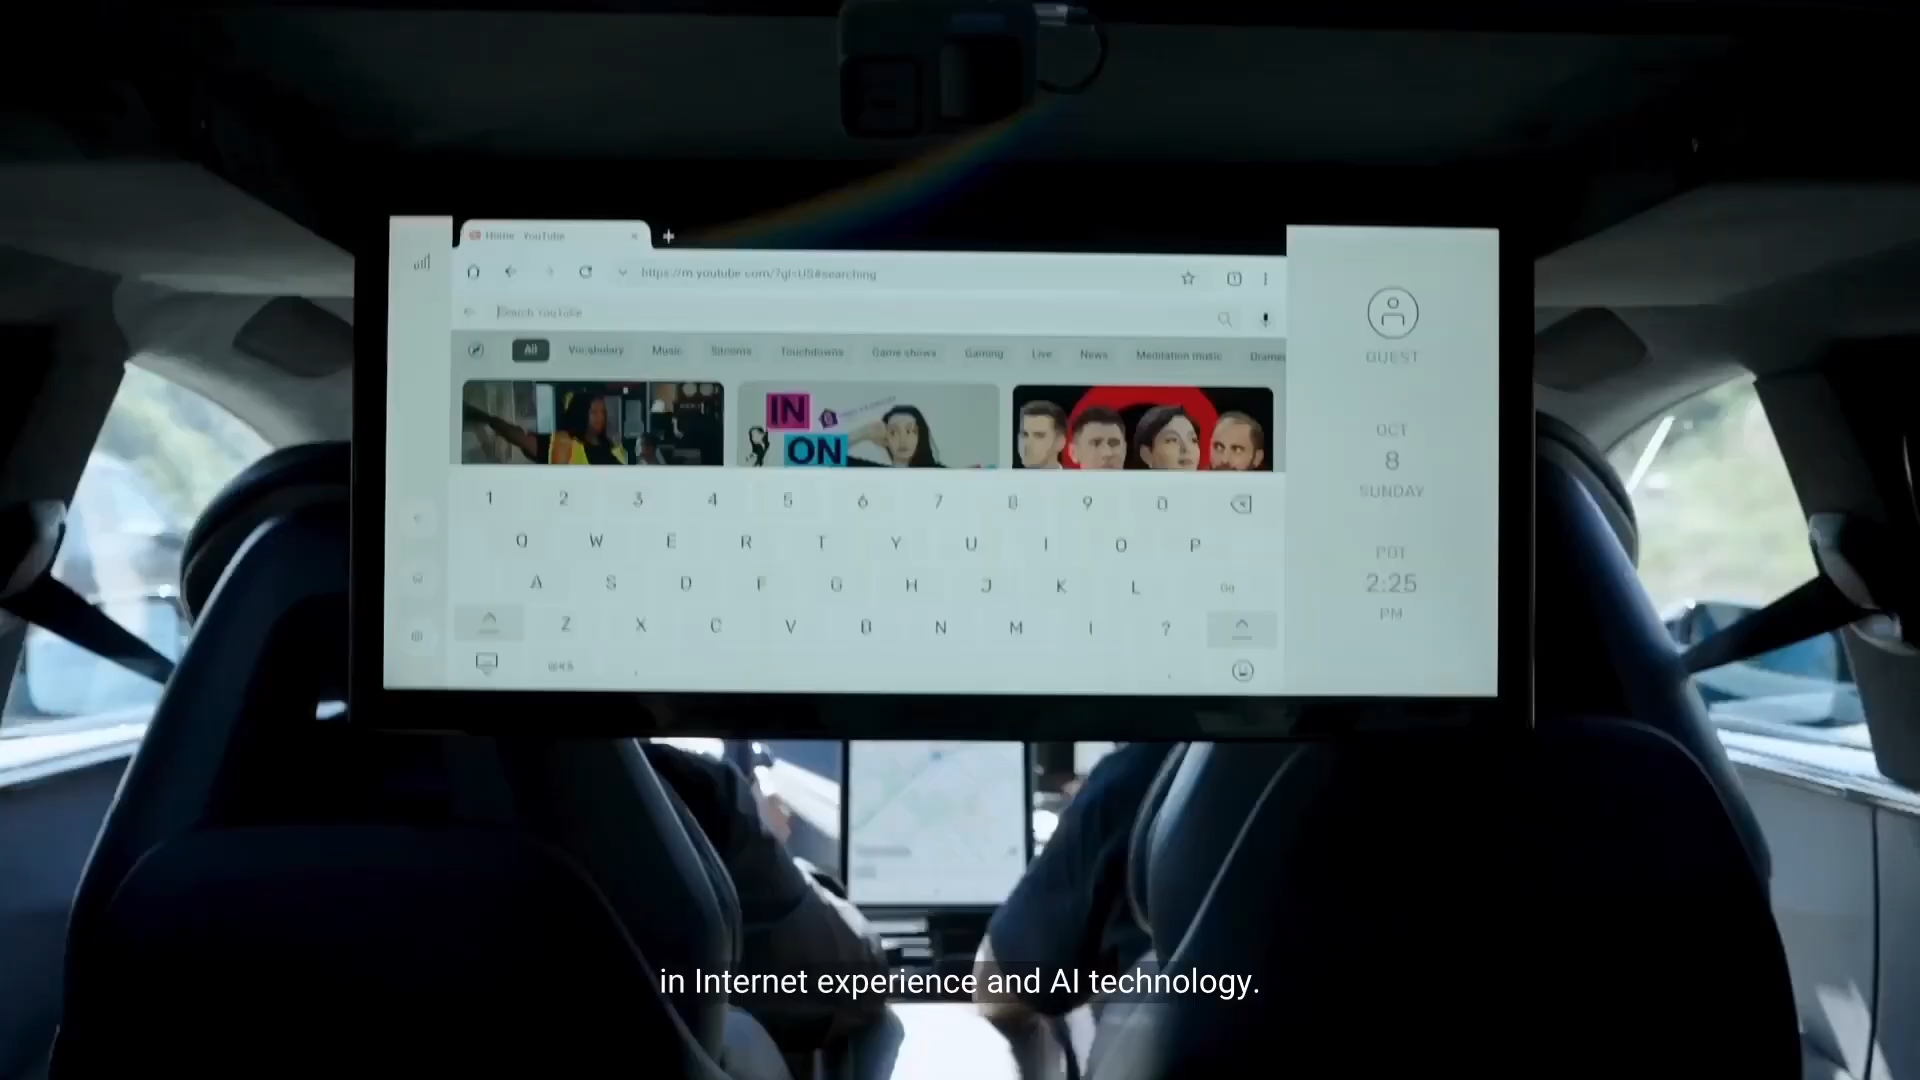 Home - YouTube
https://m.youtube.com/?gl=US#searching
Search YouTube
All Vocabulary Music Sitcoms Touchdowns Game shows Gaming Live News Meditation music Dramas
IN
ON
1 2 3 4 5 6 7 8 9 0
Q W E R T Y U I O P
A S D F G H J K L Go
Z X C V B N M ! ?
GUEST
OCT
8
SUNDAY
PDT
2:25
PM
in Internet experience and AI technology.